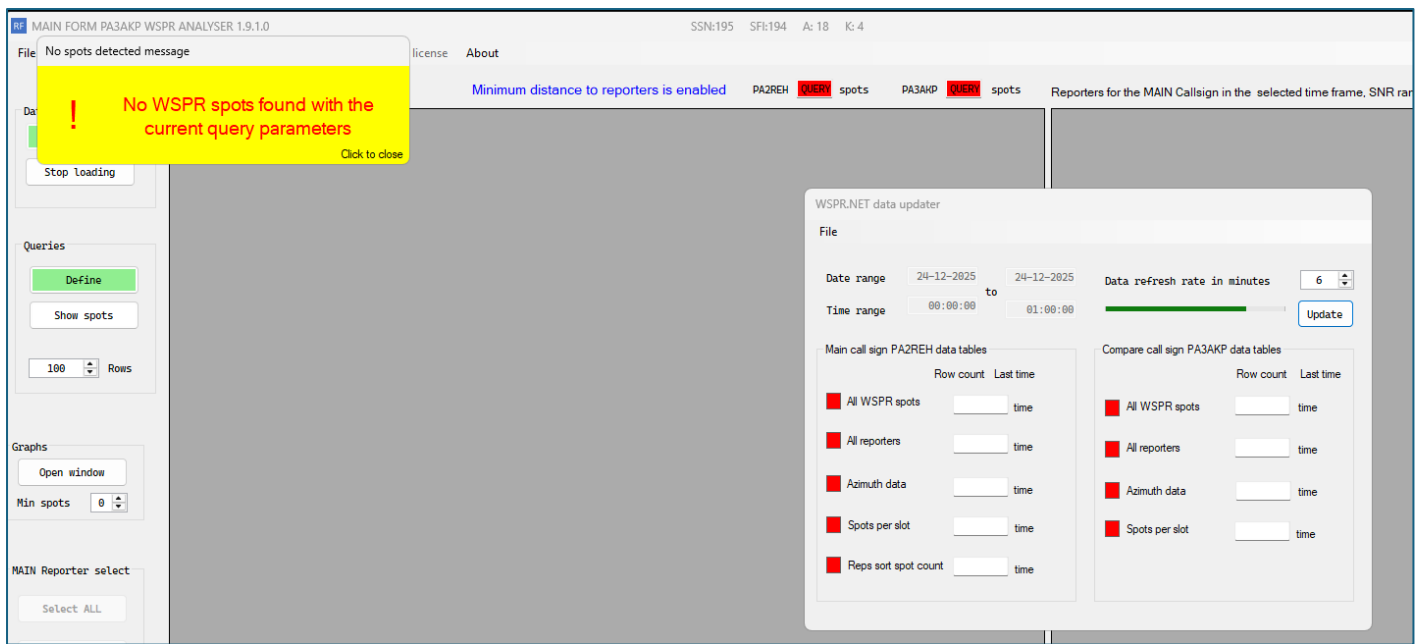 RF MAIN FORM PA3AKP WSPR ANALYSER 1.9.1.0 SSN:195 SFI:194 A: 18 K: 4
File license About
No spots detected message
! No WSPR spots found with the
current query parameters
Click to close
Minimum distance to reporters is enabled PA2REH QUERY spots PA3AKP QUERY spots Reporters for the MAIN Callsign in the selected time frame, SNR
Stop loading
Queries
Define
Show spots
100 Rows
Graphs
Open window
Min spots 0
MAIN Reporter select
Select ALL
WSPR.NET data updater
File
Date range 24-12-2025 to 24-12-2025
Time range 00:00:00 01:00:00
Data refresh rate in minutes 6
Update
Main call sign PA2REH data tables
Row count Last time
All WSPR spots time
All reporters time
Azimuth data time
Spots per slot time
Reps sort spot count time
Compare call sign PA3AKP data tables
Row count Last time
All WSPR spots time
All reporters time
Azimuth data time
Spots per slot time